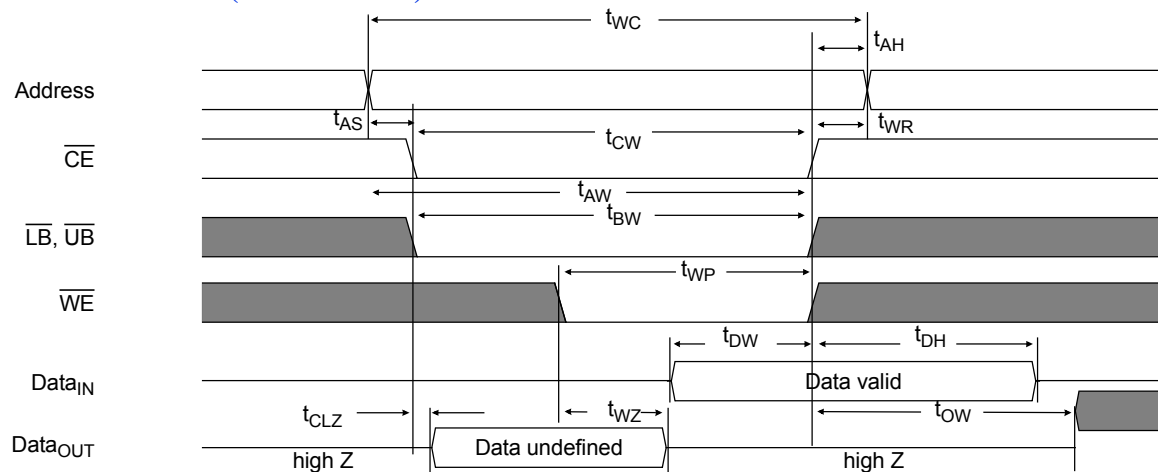 tWC
tAH
Address
tAS
tCW
tWR
CE
tAW
tBW
LB, UB
tWP
WE
tDW
tDH
DataIN
Data valid
tCLZ
tWZ
tOW
DataOUT
high Z
Data undefined
high Z